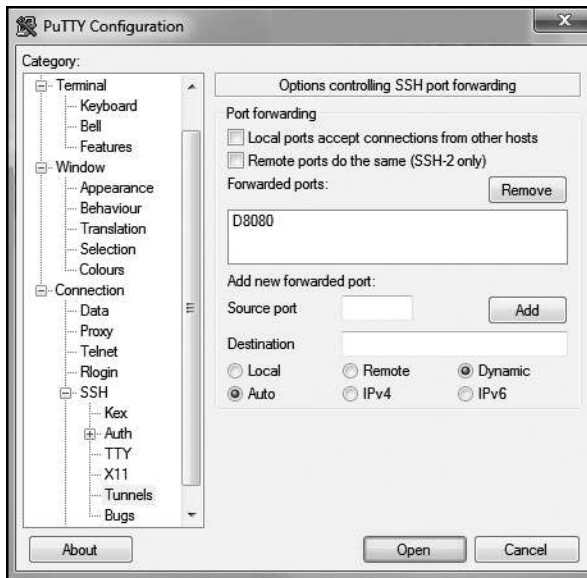 PuTTY Configuration
X
Category:
Terminal
Keyboard
Bell
Features
Window
Appearance
Behaviour
Translation
Selection
Colours
Connection
Data
Proxy
Telnet
Rlogin
SSH
Kex
Auth
TTY
X11
Tunnels
Bugs
Options controlling SSH port forwarding
Port forwarding
Local ports accept connections from other hosts
Remote ports do the same (SSH-2 only)
Forwarded ports:
Remove
D8080
Add new forwarded port:
Source port
Add
Destination
Local
Remote
Dynamic
Auto
IPv4
IPv6
About
Open
Cancel